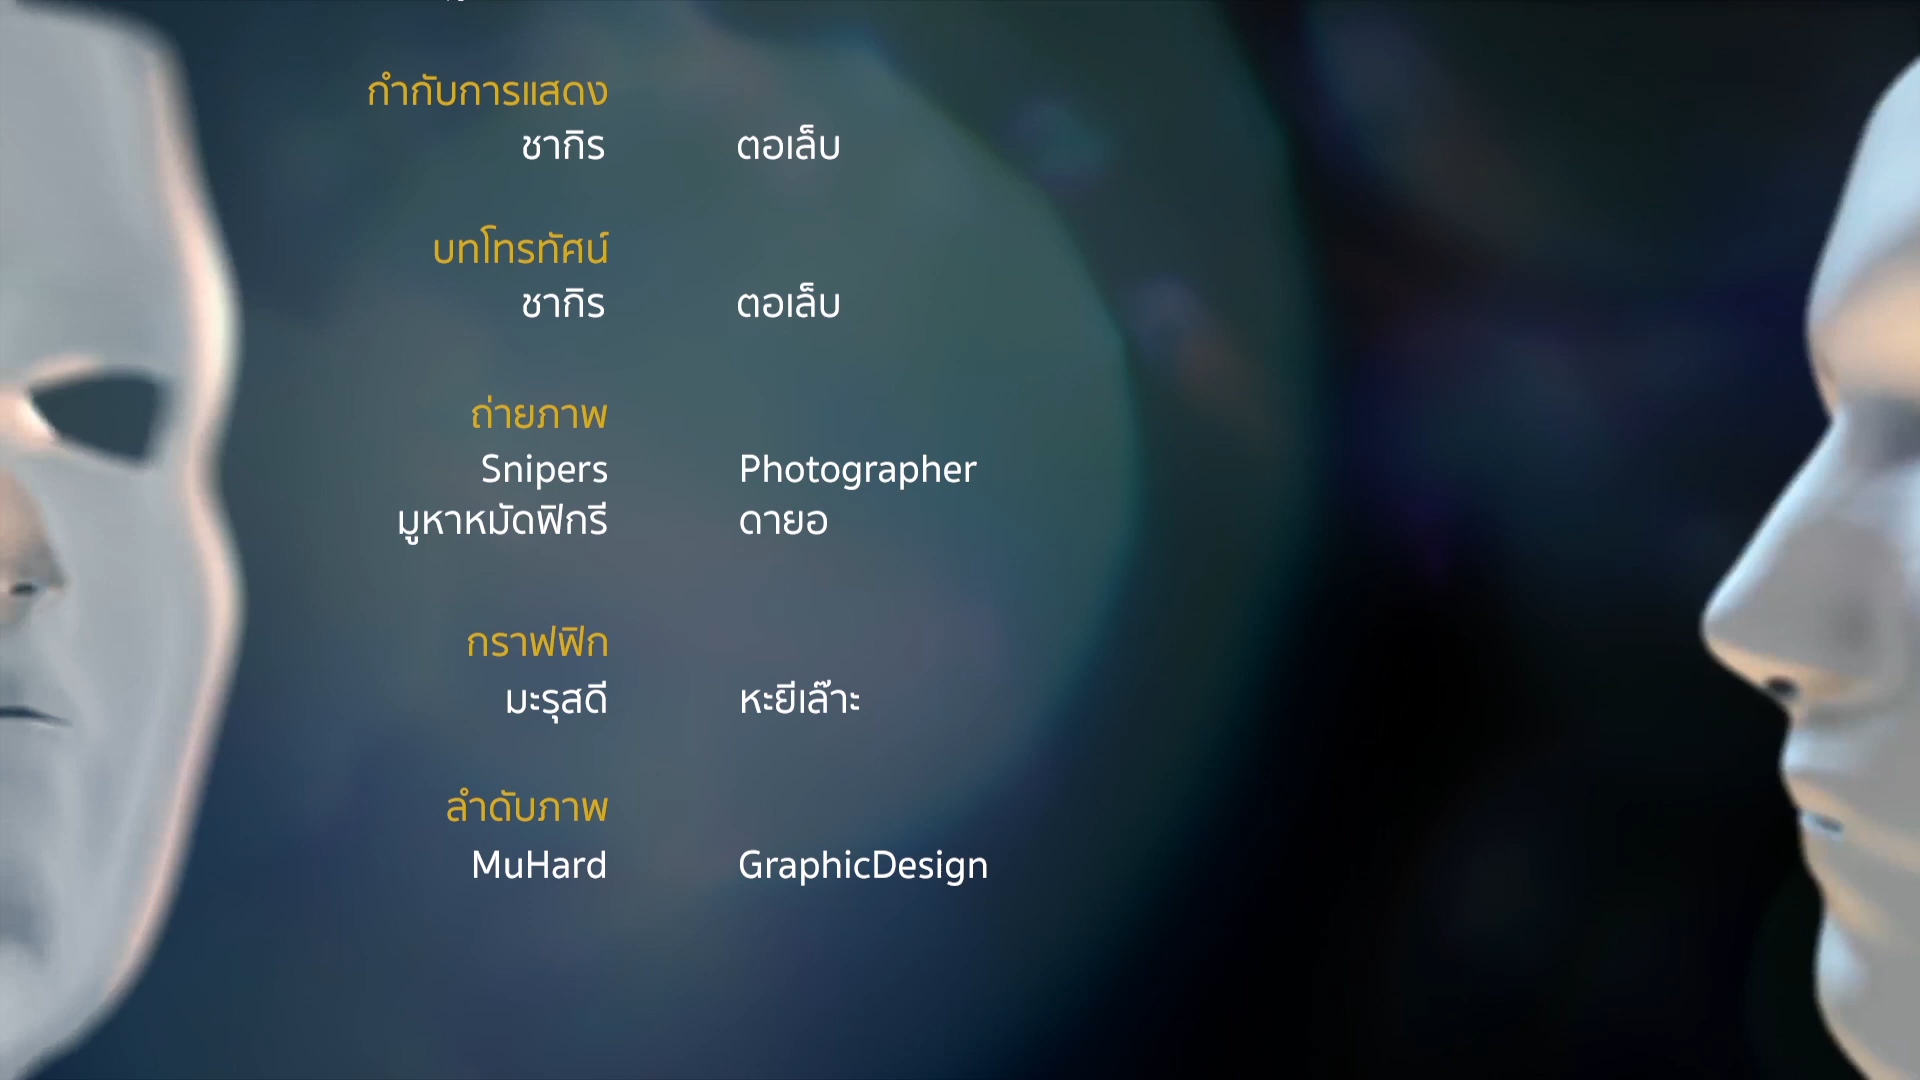 กำกับการแสดง
ชากิร ตอเล็บ
บทโทรทัศน์
ชากิร ตอเล็บ
ถ่ายภาพ
Snipers Photographer
มูหาหมัดฟิกรี ดายอ
กราฟฟิก
มะรุสดี หะยีเล๊าะ
ลำดับภาพ
MuHard GraphicDesign